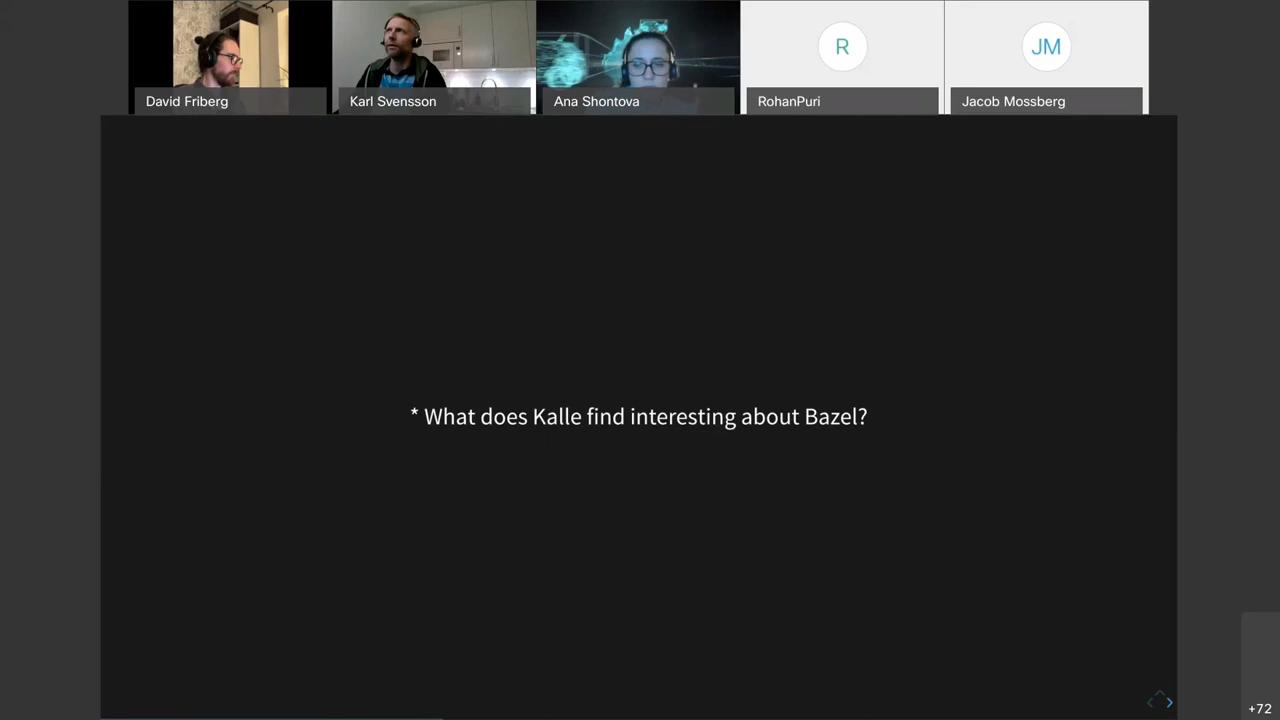 David Friberg
Karl Svensson
Ana Shontova
R
RohanPuri
JM
Jacob Mossberg
* What does Kalle find interesting about Bazel?
+72